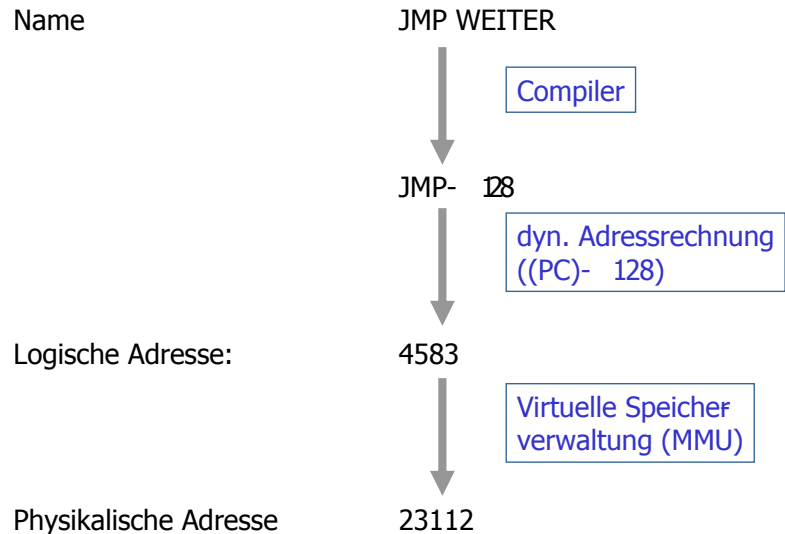 Name JMP WEITER
Compiler
JMP- 128
dyn. Adressrechnung
((PC)- 128)
Logische Adresse: 4583
Virtuelle Speicher-
verwaltung (MMU)
Physikalische Adresse 23112